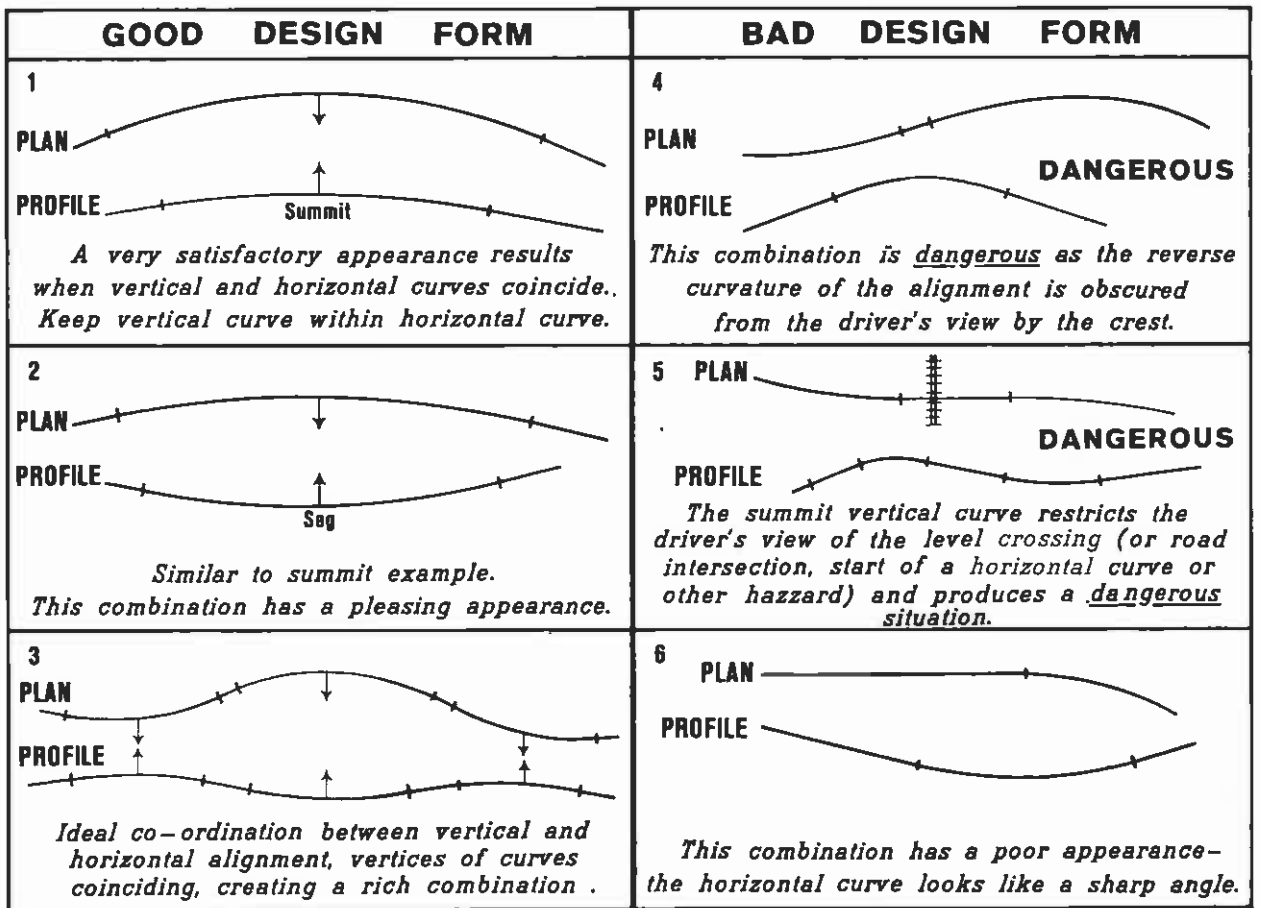 GOOD DESIGN FORM
1
PLAN
PROFILE
Summit
A very satisfactory appearance results
when vertical and horizontal curves coincide.
Keep vertical curve within horizontal curve.
2
PLAN
PROFILE
Sag
Similar to summit example.
This combination has a pleasing appearance.
3
PLAN
PROFILE
Ideal co-ordination between vertical and
horizontal alignment, vertices of curves
coinciding, creating a rich combination .
BAD DESIGN FORM
4
PLAN
DANGEROUS
PROFILE
This combination is dangerous as the reverse
curvature of the alignment is obscured
from the driver's view by the crest.
5 PLAN
DANGEROUS
PROFILE
The summit vertical curve restricts the
driver's view of the level crossing (or road
intersection, start of a horizontal curve or
other hazzard) and produces a dangerous
situation.
6
PLAN
PROFILE
This combination has a poor appearance-
the horizontal curve looks like a sharp angle.